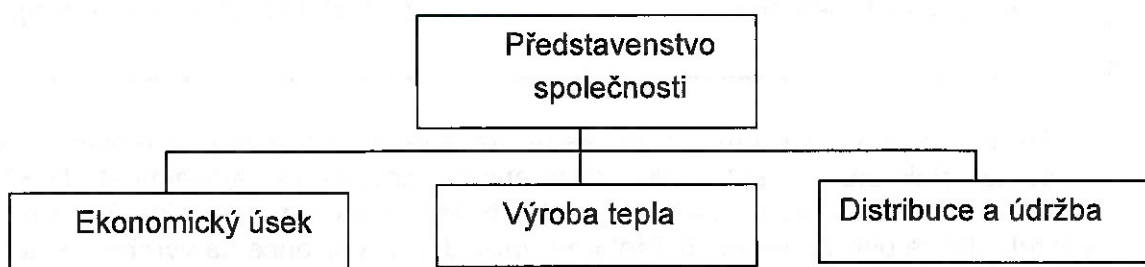 Představenstvo
společnosti
Ekonomický úsek
Výroba tepla
Distribuce a údržba